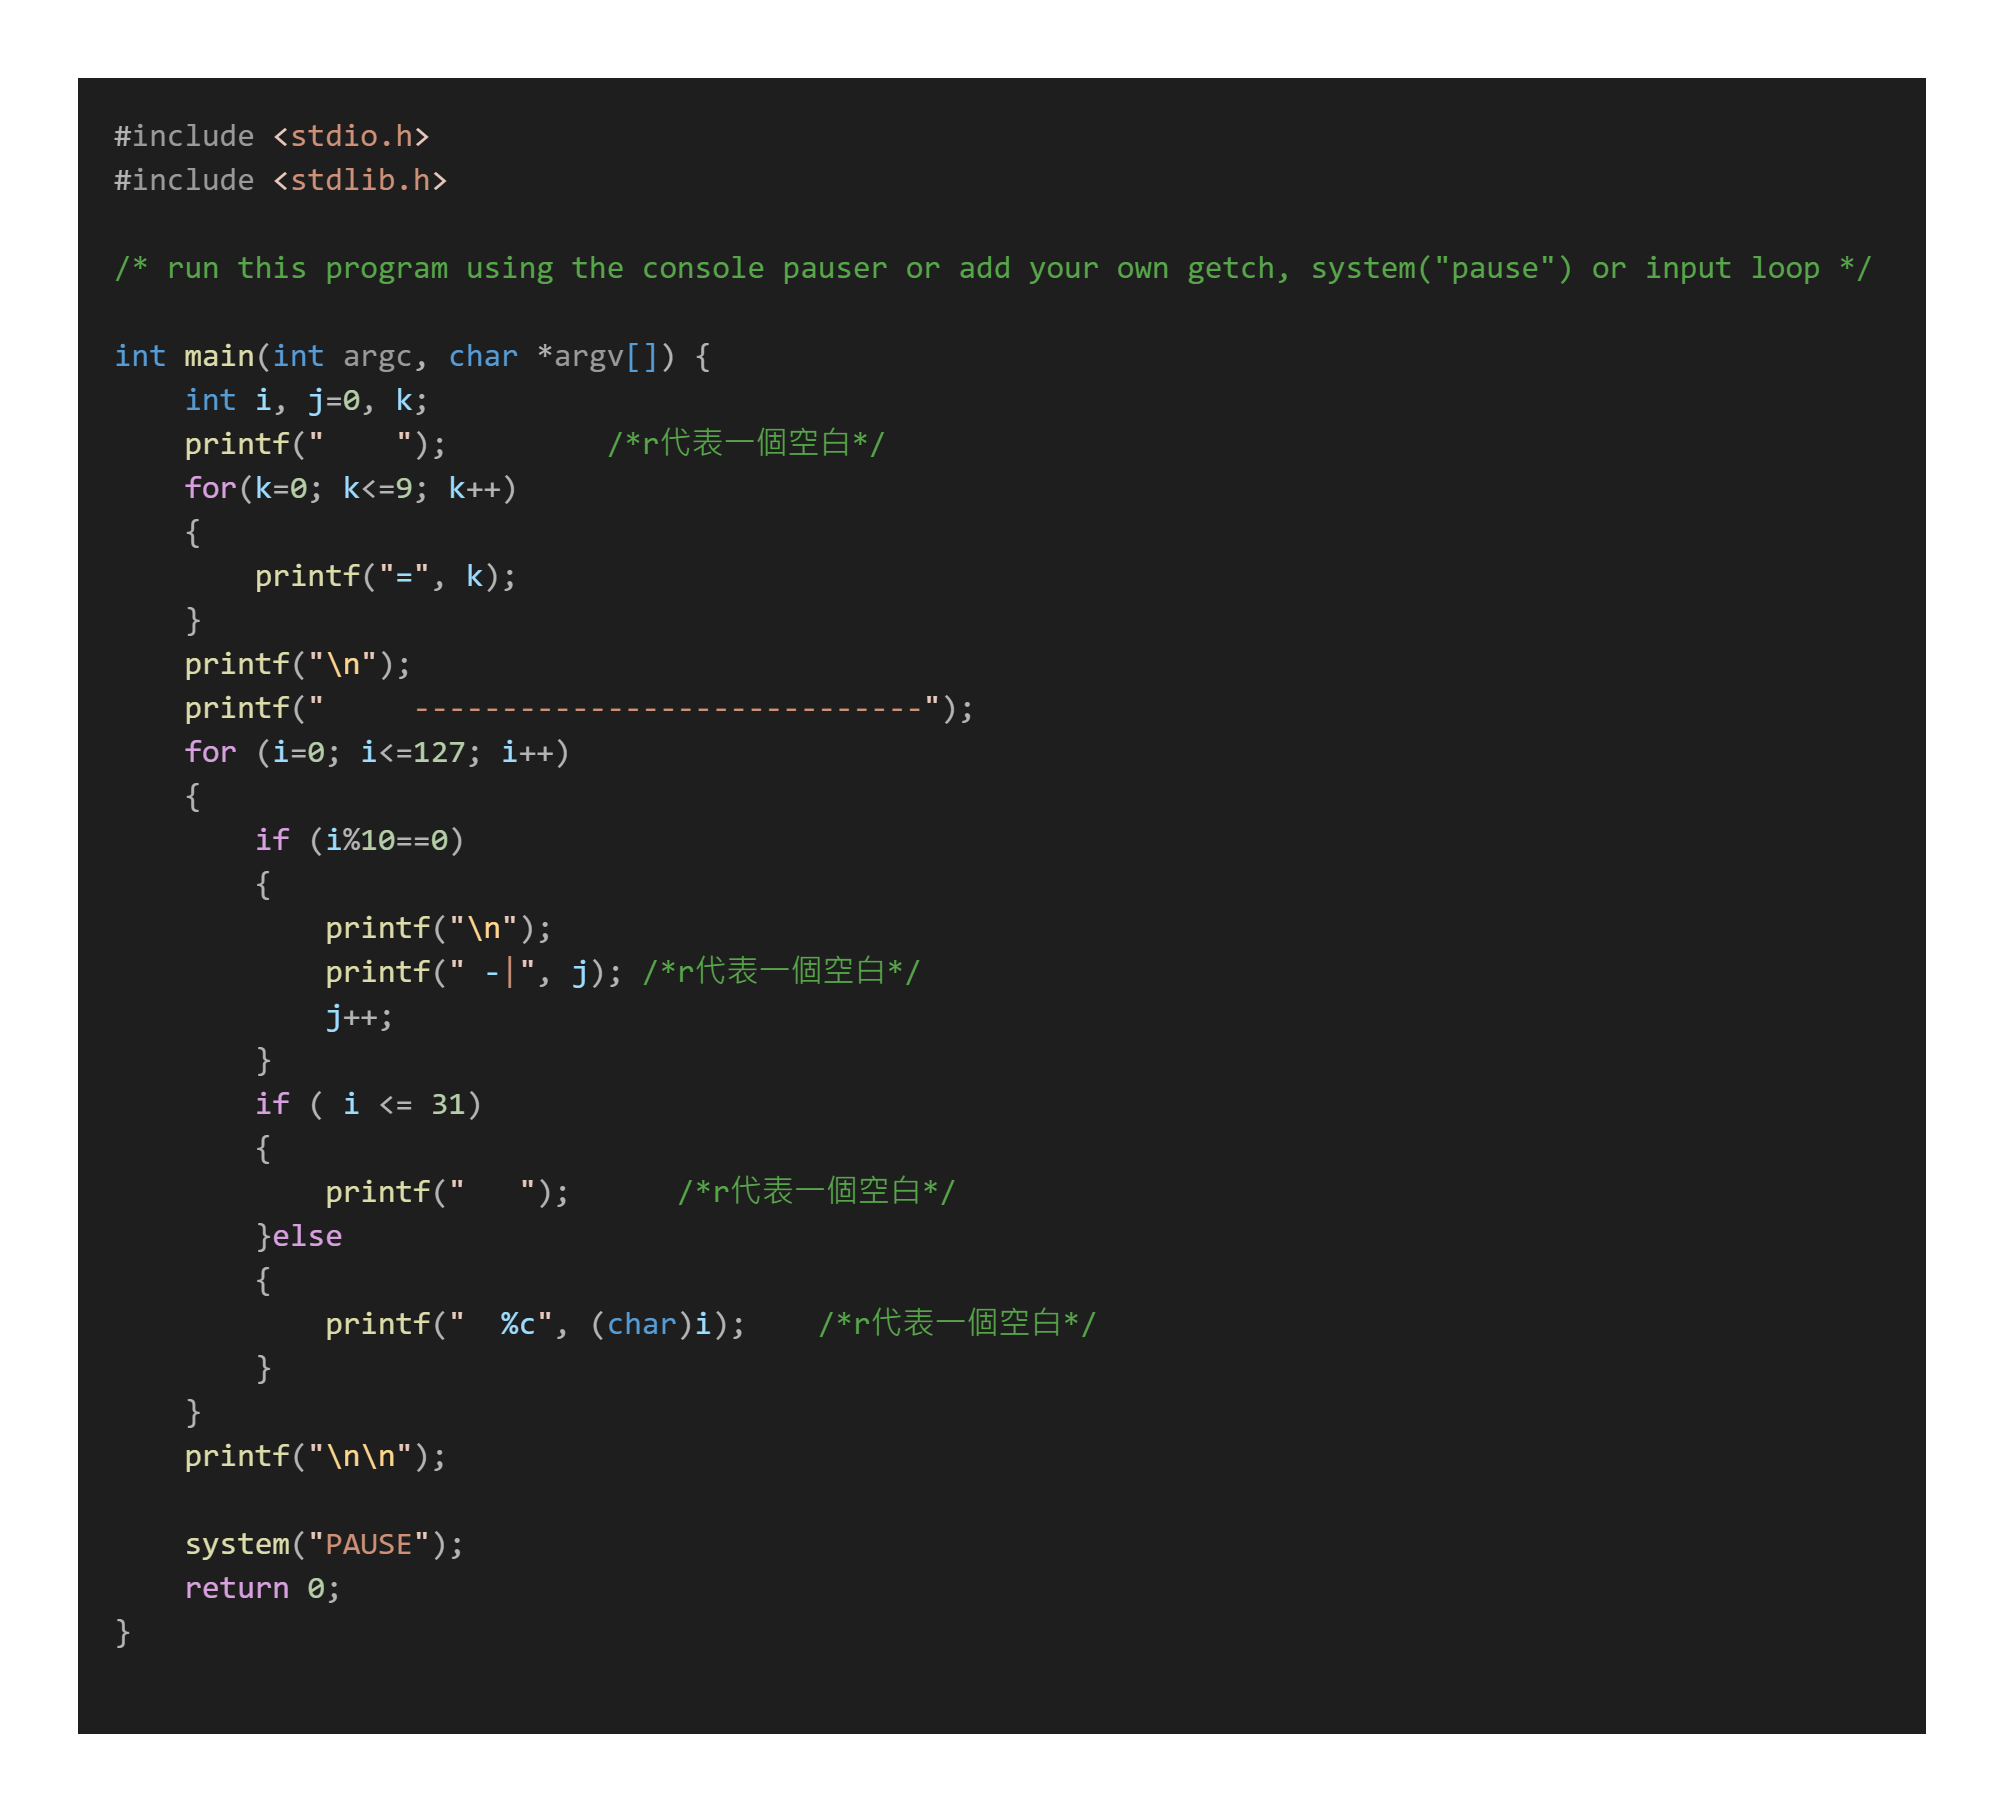 #include <stdio.h>
#include <stdlib.h>
/* run this program using the console pauser or add your own getch, system("pause") or input loop */
int main(int argc, char *argv[]) {
    int i, j=0, k;
    printf("    ");         /*r代表一個空白*/
    for(k=0; k<=9; k++)
    {
        printf("=", k);
    }
    printf("\n");
    printf("     -----------------------------");
    for (i=0; i<=127; i++)
    {
        if (i%10==0)
        {
            printf("\n");
            printf(" -|", j); /*r代表一個空白*/
            j++;
        }
        if ( i <= 31)
        {
            printf("   ");      /*r代表一個空白*/
        }else
        {
            printf("  %c", (char)i);    /*r代表一個空白*/
        }
    }
    printf("\n\n");
    system("PAUSE");
    return 0;
}